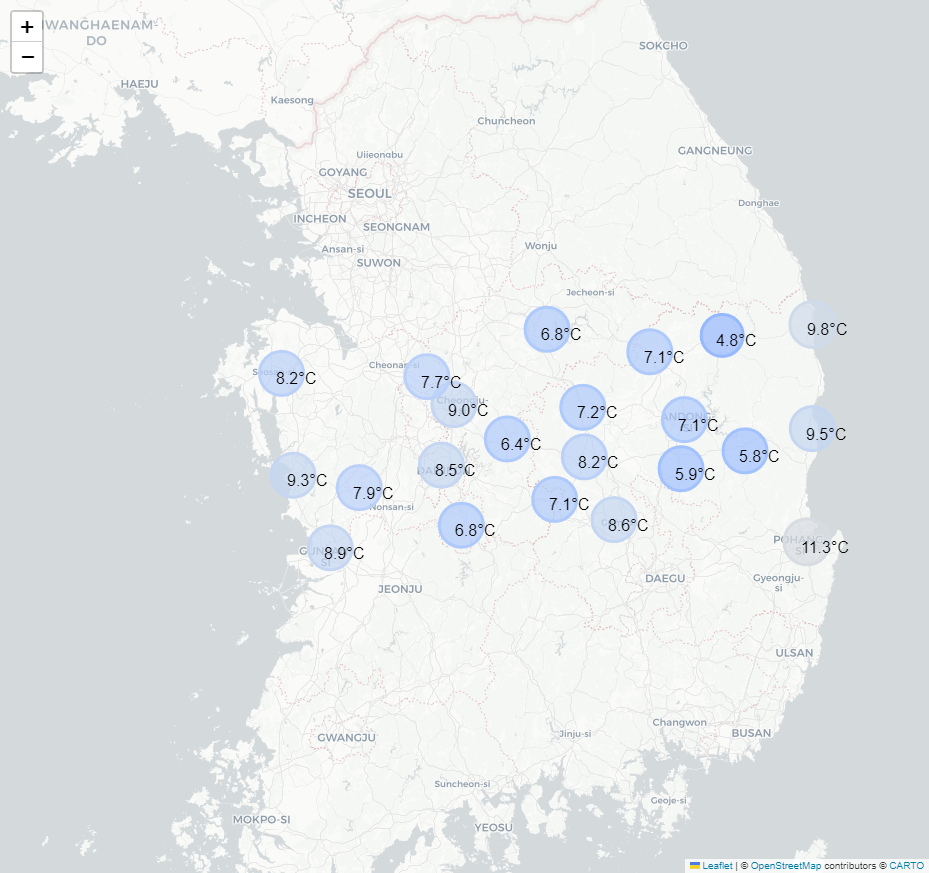 +
−
WANGHAENAM-
DO
HAEJU
Kaesong
SOKCHO
Chuncheon
GANGNEUNG
Uijeongbu
GOYANG
SEOUL
Donghae
INCHEON
SEONGNAM
Ansan-si
Wonju
SUWON
Jecheon-si
9.8°C
6.8°C
4.8°C
7.1°C
Cheonan-si
8.2°C
7.7°C
Cheongju-
9.0°C
7.2°C
ANDONG
7.1°C
9.5°C
6.4°C
5.8°C
8.2°C
8.5°C
5.9°C
9.3°C
7.9°C
7.1°C
Nonsan-si
8.6°C
6.8°C
POHANG
11.3°C
8.9°C
DAEGU
Gyeongju-
si
JEONJU
ULSAN
Changwon
BUSAN
GWANGJU
Jinju-si
Suncheon-si
Geoje-si
MOKPO-SI
YEOSU
Leaflet | © OpenStreetMap contributors © CARTO